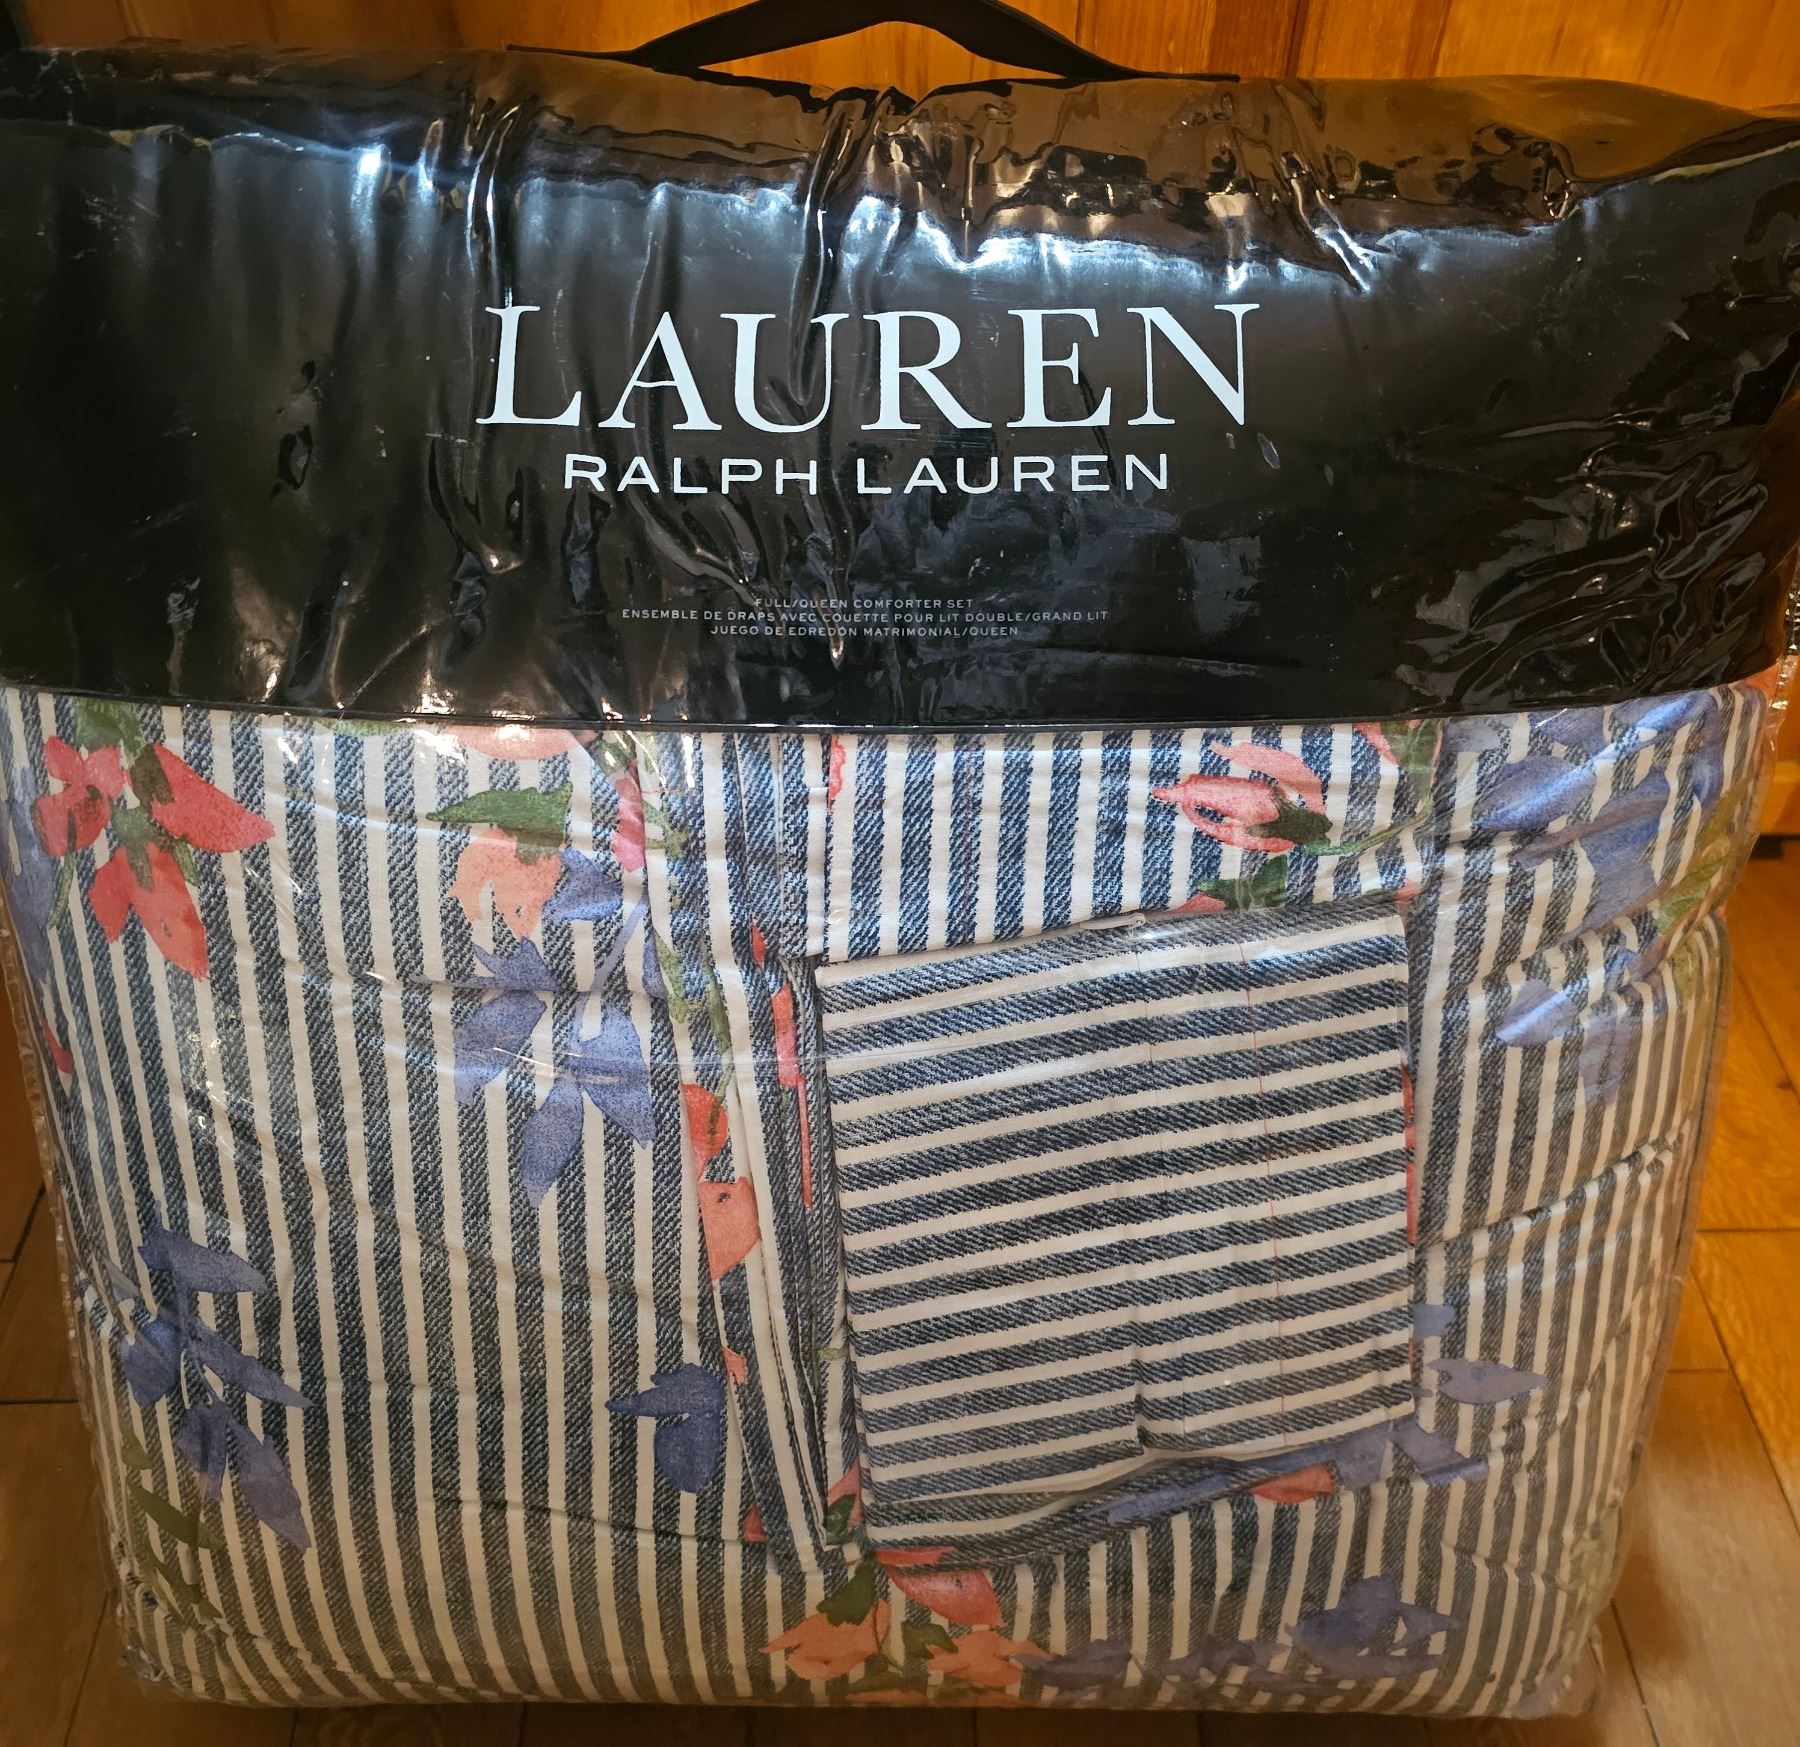 LAUREN
RALPH LAUREN
FULL/QUEEN COMFORTER SET
ENSEMBLE DE DRAPS AVEC COUETTE POUR LIT DOUBLE/GRAND LIT
JUEGO DE EDREDÓN MATRIMONIAL/QUEEN